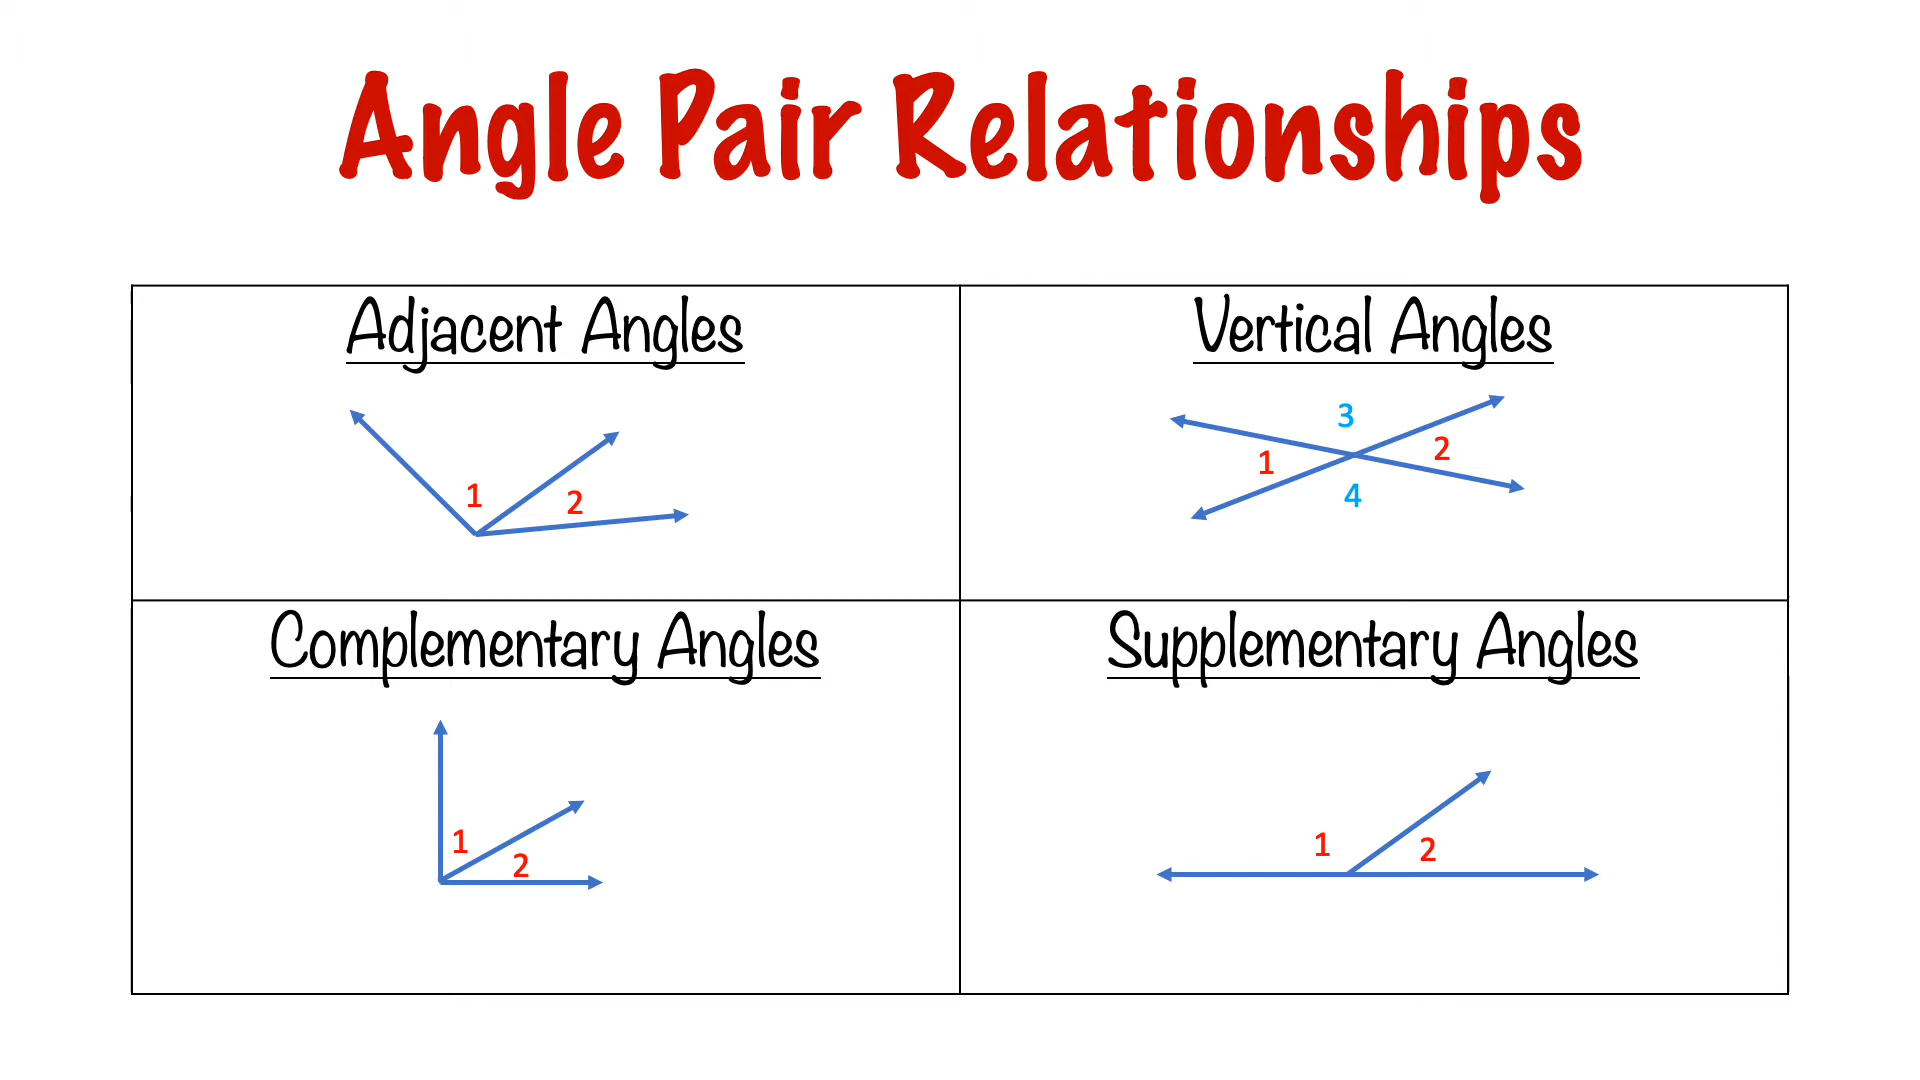 Angle Pair Relationships
Adjacent Angles
1
2
Vertical Angles
3
1
2
4
Complementary Angles
1
2
Supplementary Angles
1
2